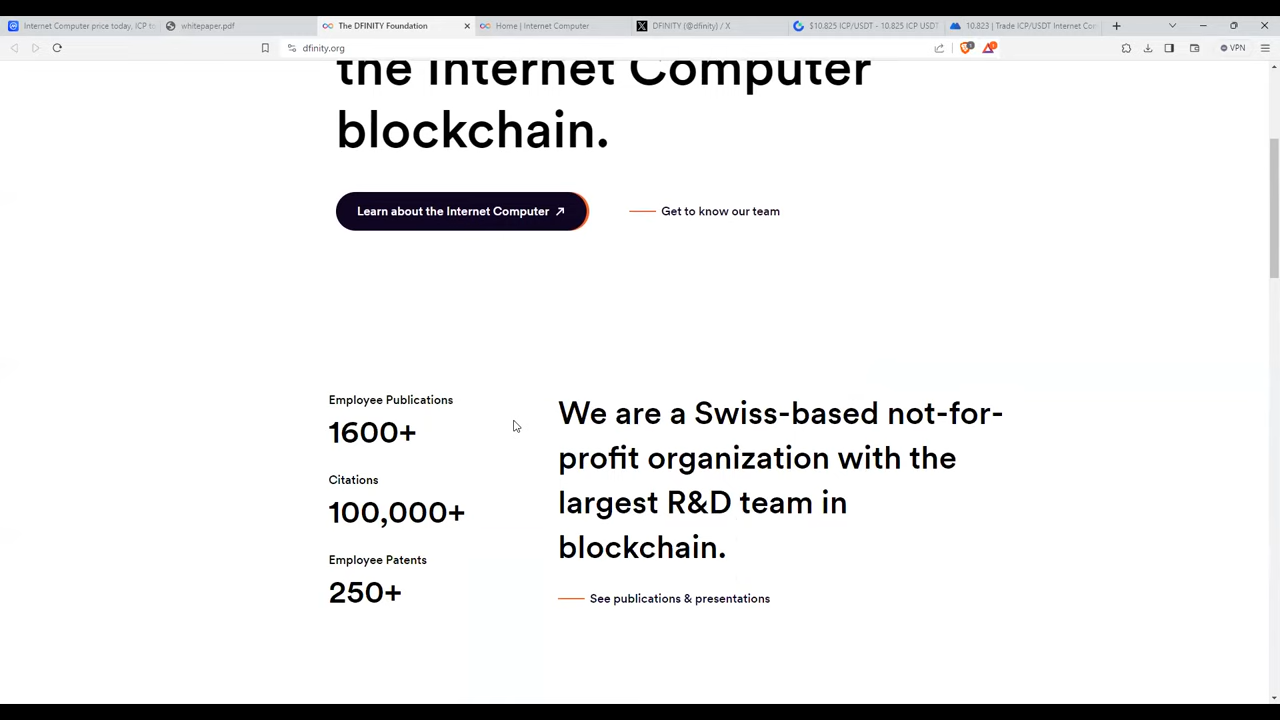 Internet Computer price today, ICP to
whitepaper.pdf
The DFINITY Foundation
Home | Internet Computer
DFINITY (@dfinity) / X
$10.825 ICP/USDT - 10.825 ICP USDT
10.823 | Trade ICP/USDT Internet Co
dfinity.org
VPN
the Internet Computer
blockchain.
Learn about the Internet Computer ↗
Get to know our team
Employee Publications
1600+
Citations
100,000+
Employee Patents
250+
We are a Swiss-based not-for-
profit organization with the
largest R&D team in
blockchain.
See publications & presentations